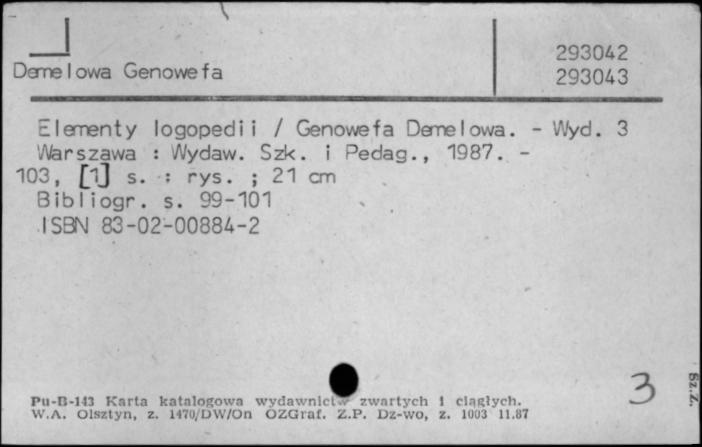 293042
Demelowa Genowefa
293043
Elementy logopedii / Genowefa Demelowa. - Wyd. 3
Warszawa : Wydaw. Szk. i Pedag., 1987. -
103, [1] s. : rys. ; 21 cm
Bibliogr. s. 99-101
ISBN 83-02-00884-2
3
Sz.Z.
Pu-B-143 Karta katalogowa wydawnictw zwartych i ciągłych.
W.A. Olsztyn, z. 1470/DW/On OZGraf. Z.P. Dz-wo, z. 1003 11.87